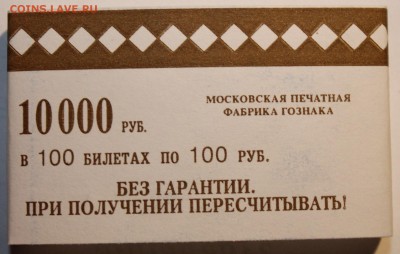 COINS.LAVE.RU
10 000 РУБ.
МОСКОВСКАЯ ПЕЧАТНАЯ
ФАБРИКА ГОЗНАКА
В 100 БИЛЕТАХ ПО 100 РУБ.
БЕЗ ГАРАНТИИ.
ПРИ ПОЛУЧЕНИИ ПЕРЕСЧИТЫВАТЬ!